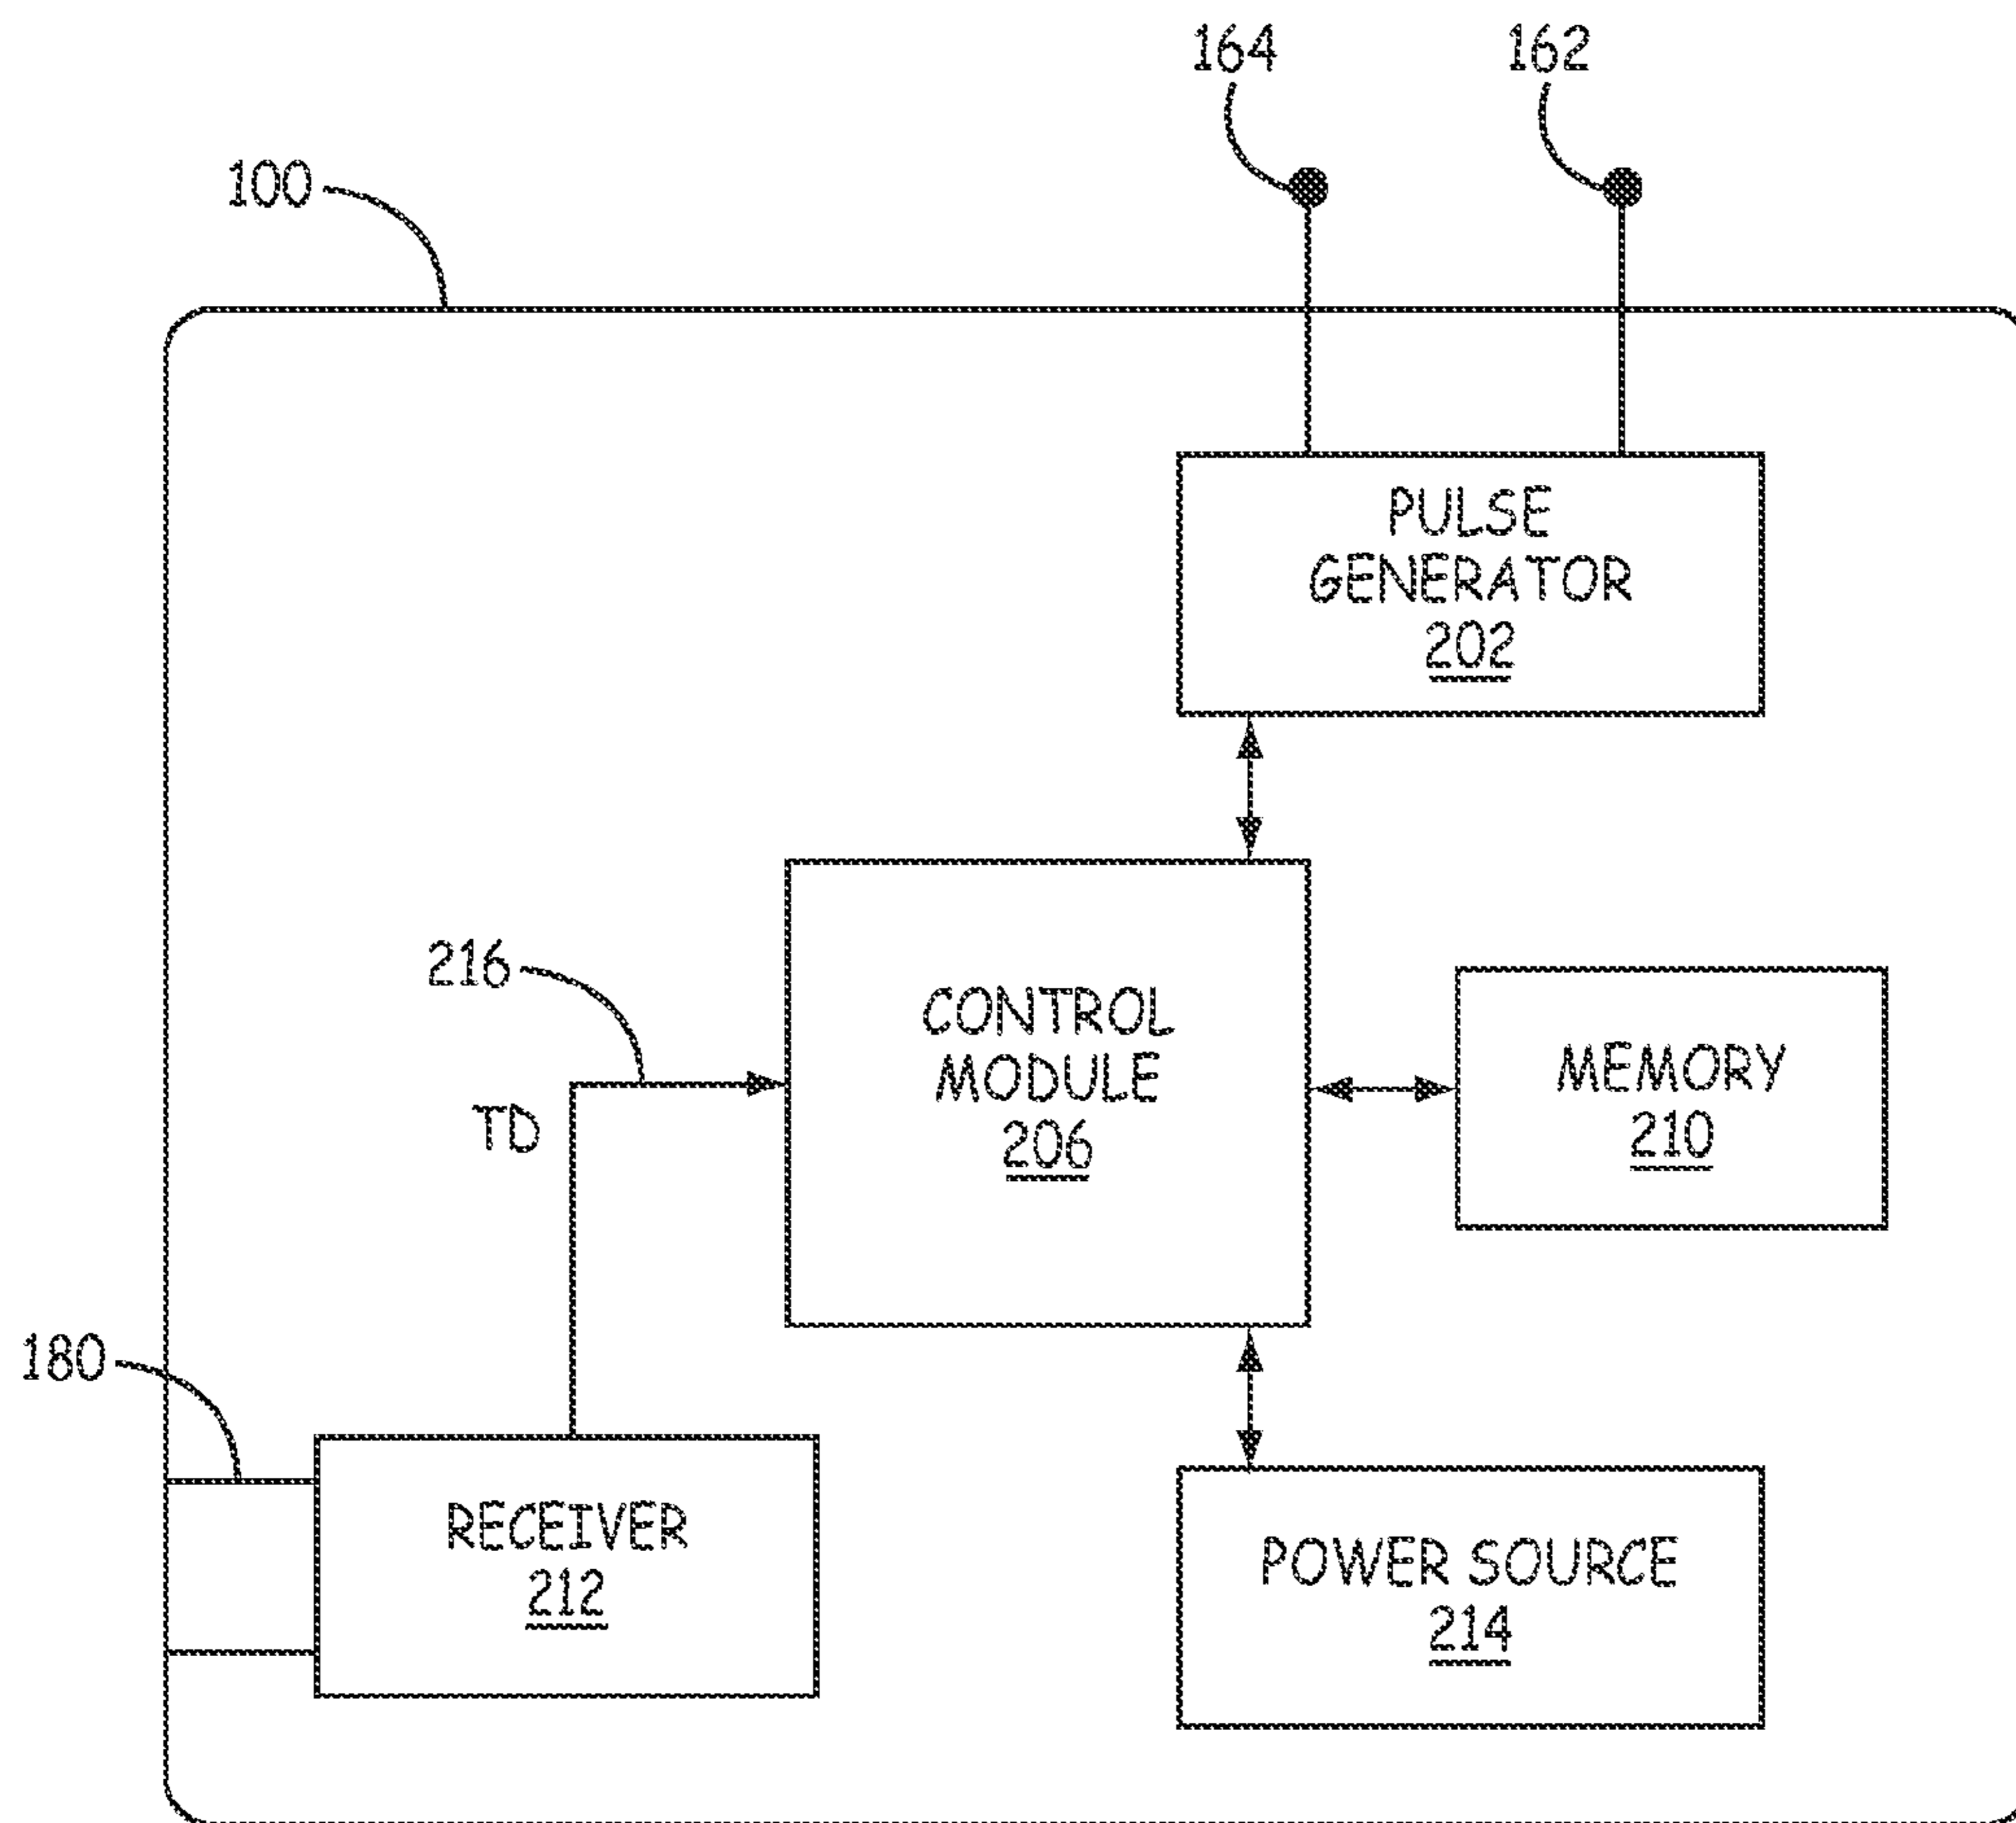 164
162
100
PULSE
GENERATOR
202
216
CONTROL
MODULE
206
MEMORY
210
TD
180
RECEIVER
212
POWER SOURCE
214